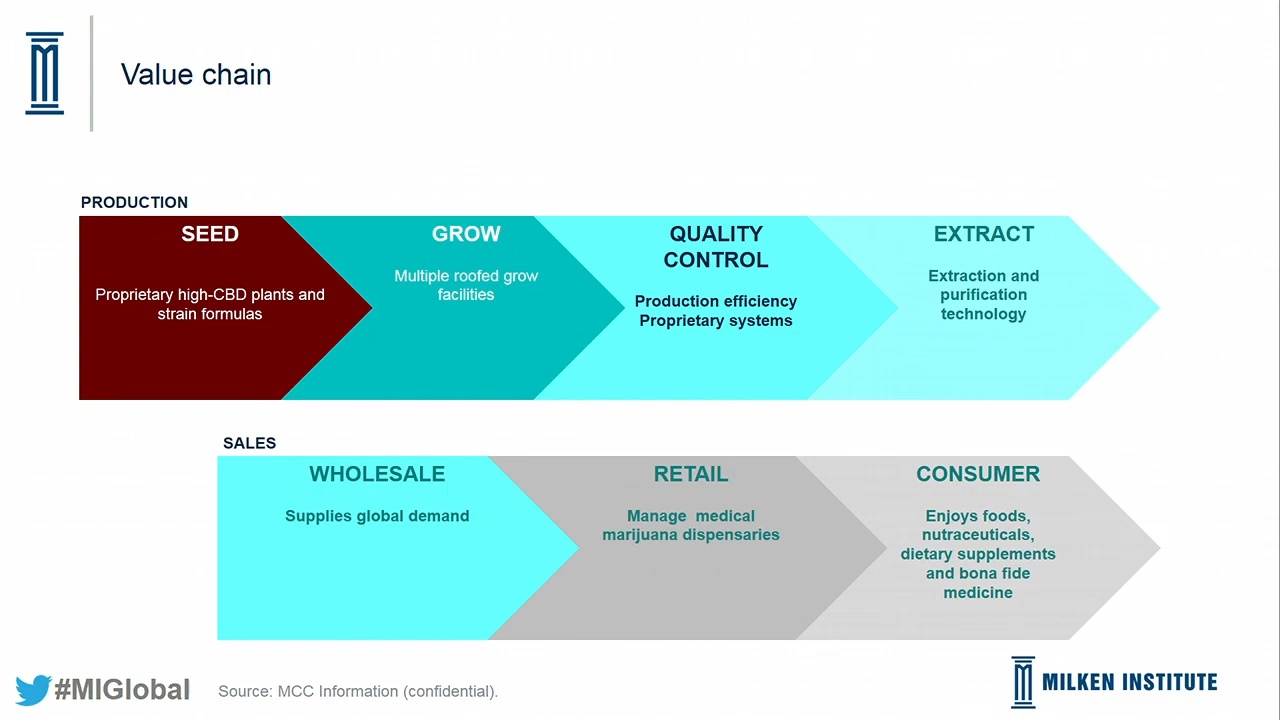 Value chain
PRODUCTION
SEED
Proprietary high-CBD plants and
strain formulas
GROW
Multiple roofed grow
facilities
QUALITY
CONTROL
Production efficiency
Proprietary systems
EXTRACT
Extraction and
purification
technology
SALES
WHOLESALE
Supplies global demand
RETAIL
Manage medical
marijuana dispensaries
CONSUMER
Enjoys foods,
nutraceuticals,
dietary supplements
and bona fide
medicine
#MIGlobal
Source: MCC Information (confidential).
MILKEN INSTITUTE